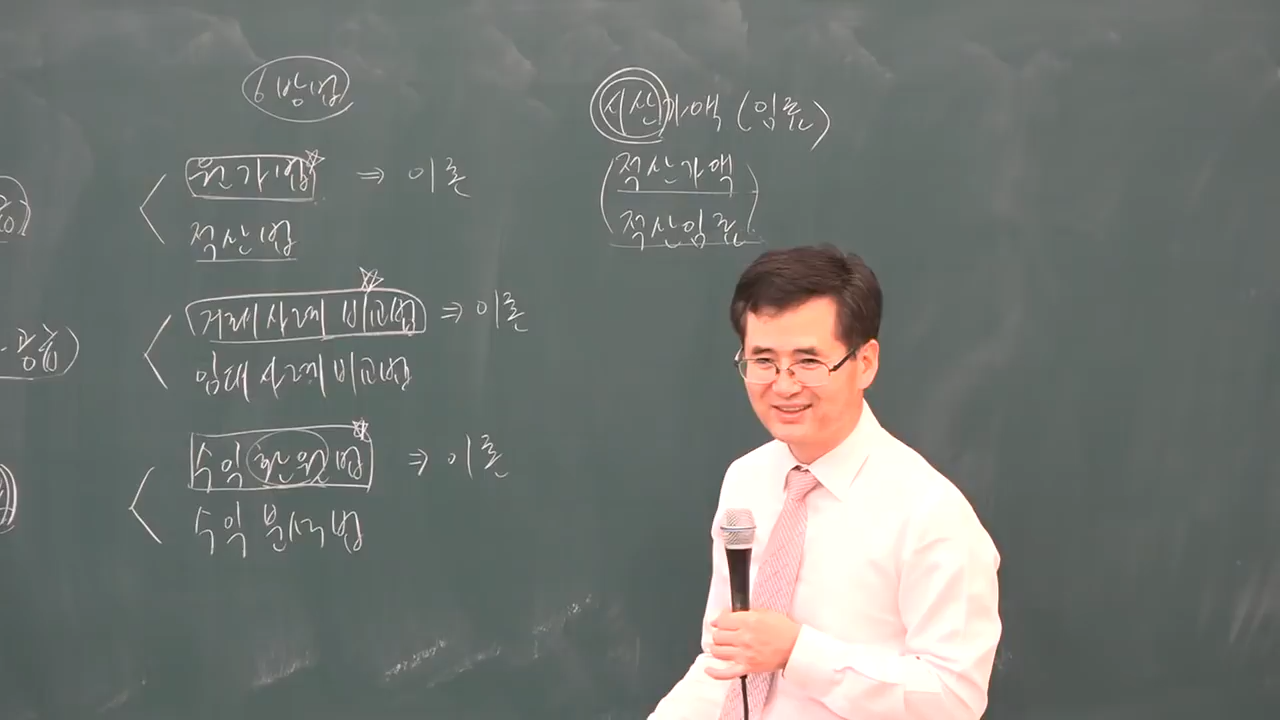 6방법
원가법 ⇒ 이론
적산법
거래사례비교법 ⇒ 이론
임대사례비교법
수익환원법 ⇒ 이론
수익분석법
시산가액 (임료)
적산가액
적산임료